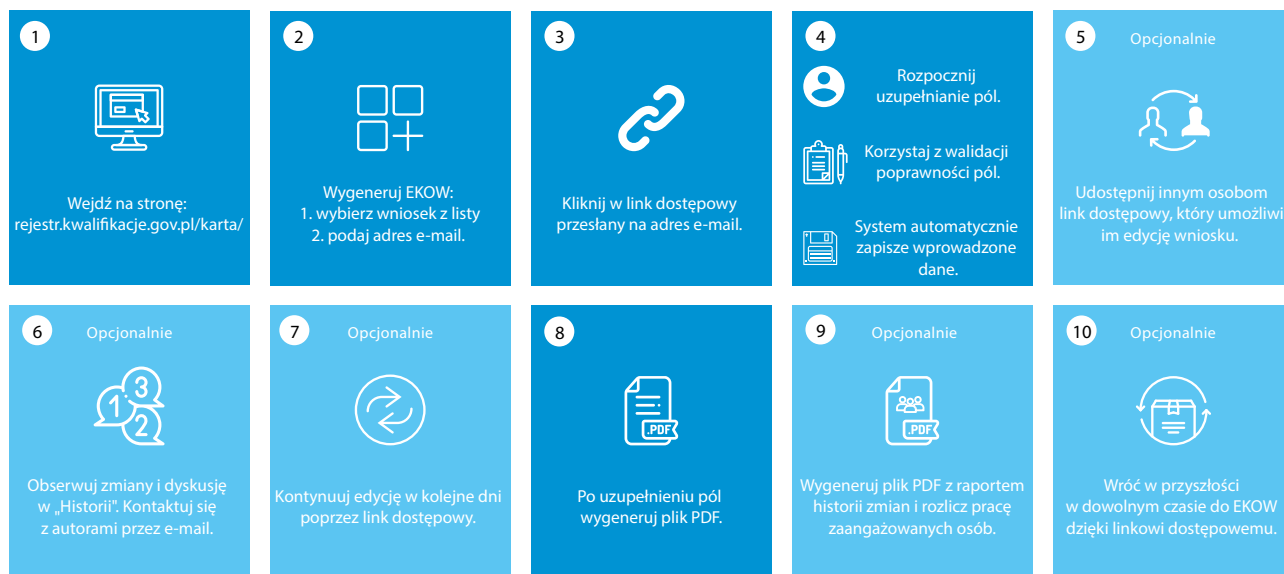 1
Wejdź na stronę:
rejestr.kwalifikacje.gov.pl/karta/
2
Wygeneruj EKOW:
1. wybierz wniosek z listy
2. podaj adres e-mail.
3
Kliknij w link dostępowy
przesłany na adres e-mail.
4
Rozpocznij
uzupełnianie pól.
Korzystaj z walidacji
poprawności pól.
System automatycznie
zapisze wprowadzone
dane.
5
Opcjonalnie
Udostępnij innym osobom
link dostępowy, który umożliwi
im edycję wniosku.
6
Opcjonalnie
1
3
2
Obserwuj zmiany i dyskusję
w „Historii". Kontaktuj się
z autorami przez e-mail.
7
Opcjonalnie
Kontynuuj edycję w kolejne dni
poprzez link dostępowy.
8
.PDF
Po uzupełnieniu pól
wygeneruj plik PDF.
9
Opcjonalnie
.PDF
Wygeneruj plik PDF z raportem
historii zmian i rozlicz pracę
zaangażowanych osób.
10
Opcjonalnie
Wróć w przyszłości
w dowolnym czasie do EKOW
dzięki linkowi dostępowemu.